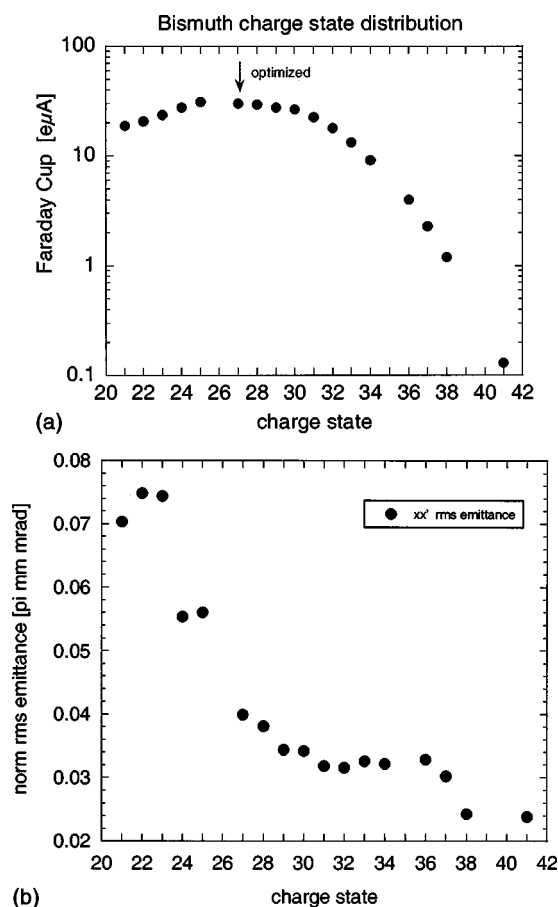 Bismuth charge state distribution
100
optimized
10
1
0.1
Faraday Cup [eµA]
20 22 24 26 28 30 32 34 36 38 40 42
(a)
charge state
0.08
xx' rms emittance
0.07
0.06
0.05
0.04
0.03
0.02
norm rms emittance [pi mm mrad]
20 22 24 26 28 30 32 34 36 38 40 42
(b)
charge state